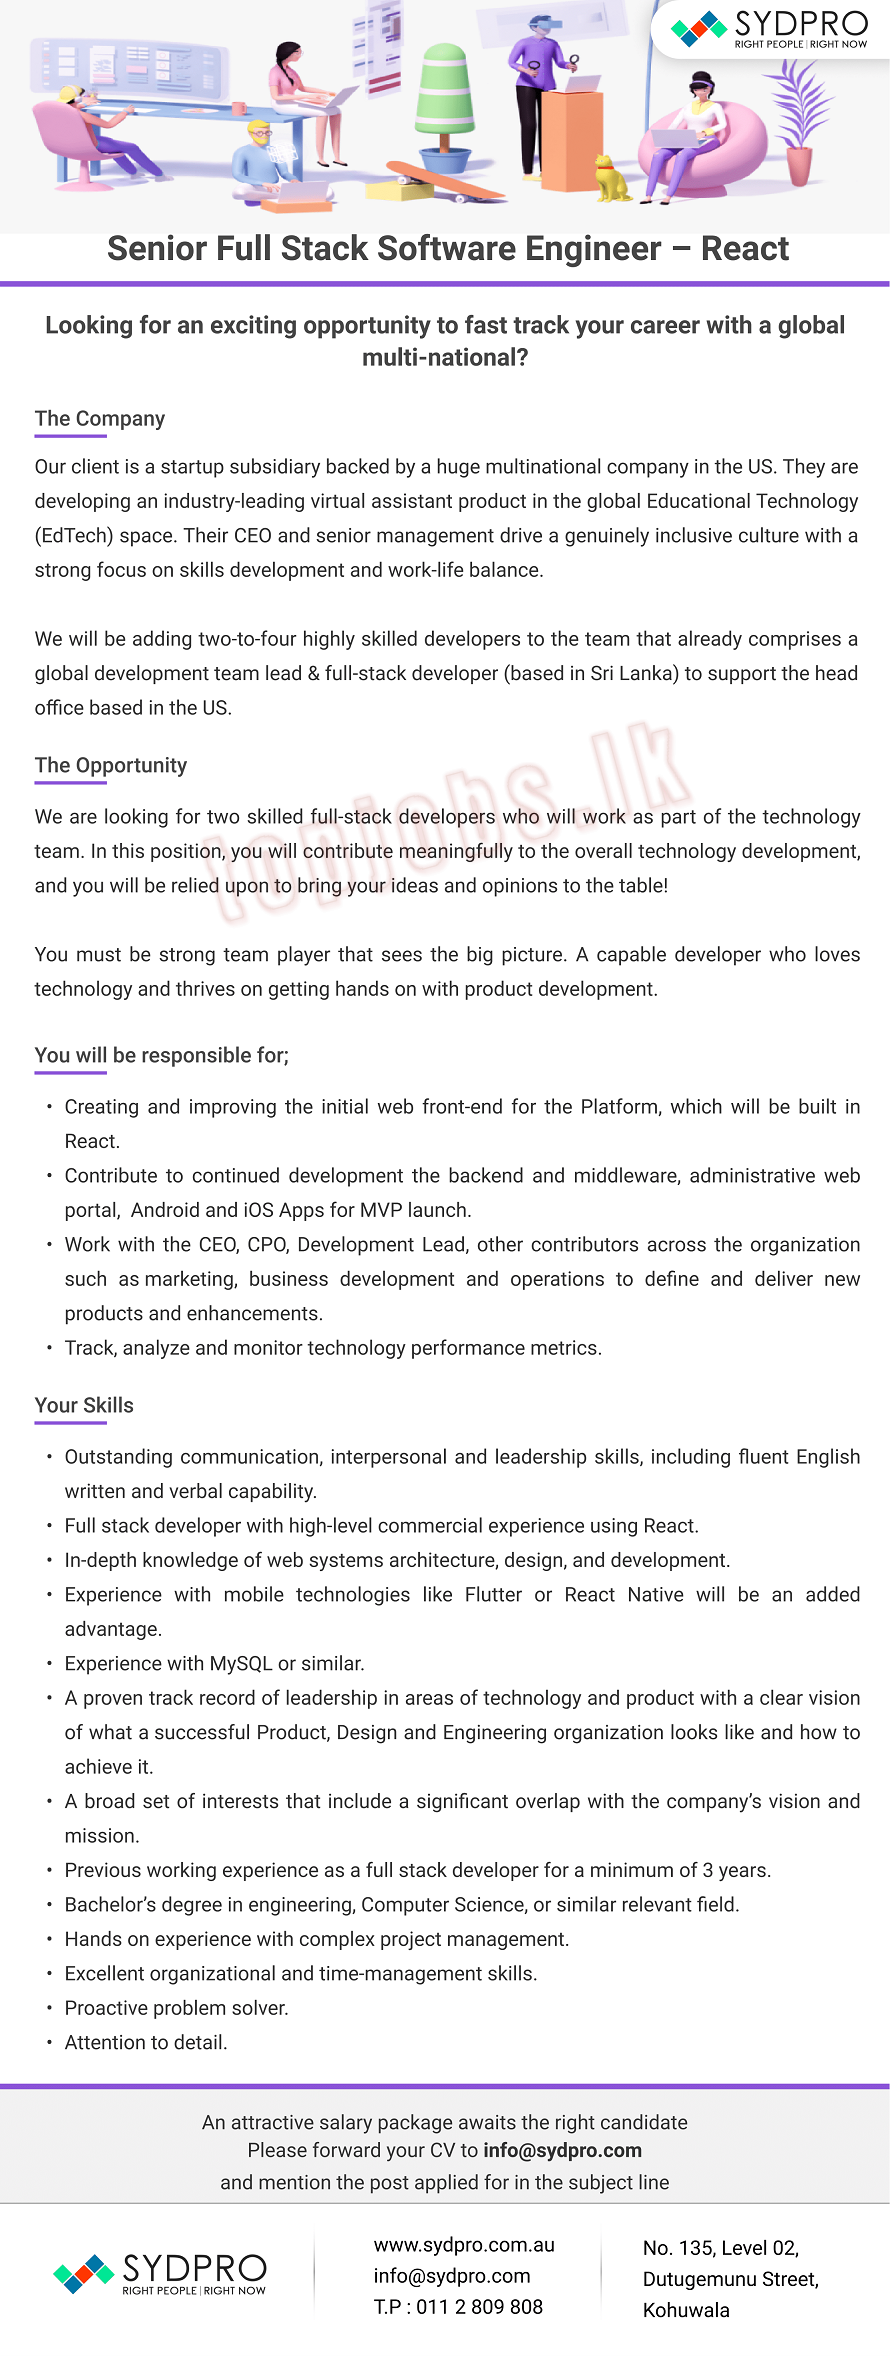 SYDPRO
RIGHT PEOPLE | RIGHT NOW
Senior Full Stack Software Engineer – React
Looking for an exciting opportunity to fast track your career with a global
multi-national?
The Company
Our client is a startup subsidiary backed by a huge multinational company in the US. They are
developing an industry-leading virtual assistant product in the global Educational Technology
(EdTech) space. Their CEO and senior management drive a genuinely inclusive culture with a
strong focus on skills development and work-life balance.
We will be adding two-to-four highly skilled developers to the team that already comprises a
global development team lead & full-stack developer (based in Sri Lanka) to support the head
office based in the US.
The Opportunity
We are looking for two skilled full-stack developers who will work as part of the technology
team. In this position, you will contribute meaningfully to the overall technology development,
and you will be relied upon to bring your ideas and opinions to the table!
topjobs.lk
You must be strong team player that sees the big picture. A capable developer who loves
technology and thrives on getting hands on with product development.
You will be responsible for;
• Creating and improving the initial web front-end for the Platform, which will be built in
React.
• Contribute to continued development the backend and middleware, administrative web
portal, Android and iOS Apps for MVP launch.
• Work with the CEO, CPO, Development Lead, other contributors across the organization
such as marketing, business development and operations to define and deliver new
products and enhancements.
• Track, analyze and monitor technology performance metrics.
Your Skills
• Outstanding communication, interpersonal and leadership skills, including fluent English
written and verbal capability.
• Full stack developer with high-level commercial experience using React.
• In-depth knowledge of web systems architecture, design, and development.
• Experience with mobile technologies like Flutter or React Native will be an added
advantage.
• Experience with MySQL or similar.
• A proven track record of leadership in areas of technology and product with a clear vision
of what a successful Product, Design and Engineering organization looks like and how to
achieve it.
• A broad set of interests that include a significant overlap with the company’s vision and
mission.
• Previous working experience as a full stack developer for a minimum of 3 years.
• Bachelor’s degree in engineering, Computer Science, or similar relevant field.
• Hands on experience with complex project management.
• Excellent organizational and time-management skills.
• Proactive problem solver.
• Attention to detail.
An attractive salary package awaits the right candidate
Please forward your CV to info@sydpro.com
and mention the post applied for in the subject line
SYDPRO
RIGHT PEOPLE | RIGHT NOW
www.sydpro.com.au
info@sydpro.com
T.P : 011 2 809 808
No. 135, Level 02,
Dutugemunu Street,
Kohuwala